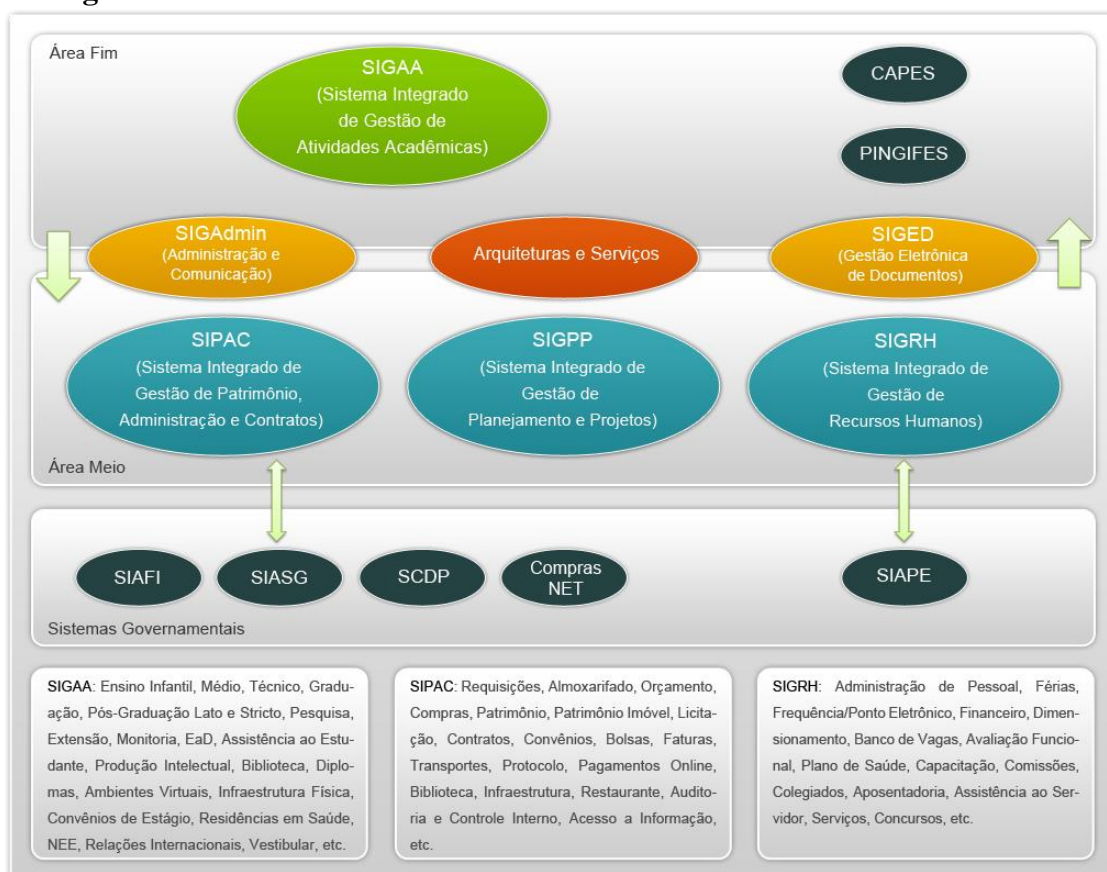 Área Fim
SIGAA
(Sistema Integrado
de Gestão de
Atividades Acadêmicas)
CAPES
PINGIFES
SIGAdmin
(Administração e
Comunicação)
Arquiteturas e Serviços
SIGED
(Gestão Eletrônica
de Documentos)
SIPAC
(Sistema Integrado de
Gestão de Patrimônio,
Administração e Contratos)
SIGPP
(Sistema Integrado de
Gestão de
Planejamento e Projetos)
SIGRH
(Sistema Integrado de
Gestão de
Recursos Humanos)
Área Meio
SIAFI
SIASG
SCDP
Compras
NET
SIAPE
Sistemas Governamentais
SIGAA: Ensino Infantil, Médio, Técnico, Gradu-
ação, Pós-Graduação Lato e Stricto, Pesquisa,
Extensão, Monitoria, EaD, Assistência ao Estu-
dante, Produção Intelectual, Biblioteca, Diplo-
mas, Ambientes Virtuais, Infraestrutura Física,
Convênios de Estágio, Residências em Saúde,
NEE, Relações Internacionais, Vestibular, etc.
SIPAC: Requisições, Almoxarifado, Orçamento,
Compras, Patrimônio, Patrimônio Imóvel, Licita-
ção, Contratos, Convênios, Bolsas, Faturas,
Transportes, Protocolo, Pagamentos Online,
Biblioteca, Infraestrutura, Restaurante, Audito-
ria e Controle Interno, Acesso a Informação,
etc.
SIGRH: Administração de Pessoal, Férias,
Frequência/Ponto Eletrônico, Financeiro, Dimen-
sionamento, Banco de Vagas, Avaliação Funcio-
nal, Plano de Saúde, Capacitação, Comissões,
Colegiados, Aposentadoria, Assistência ao Ser-
vidor, Serviços, Concursos, etc.